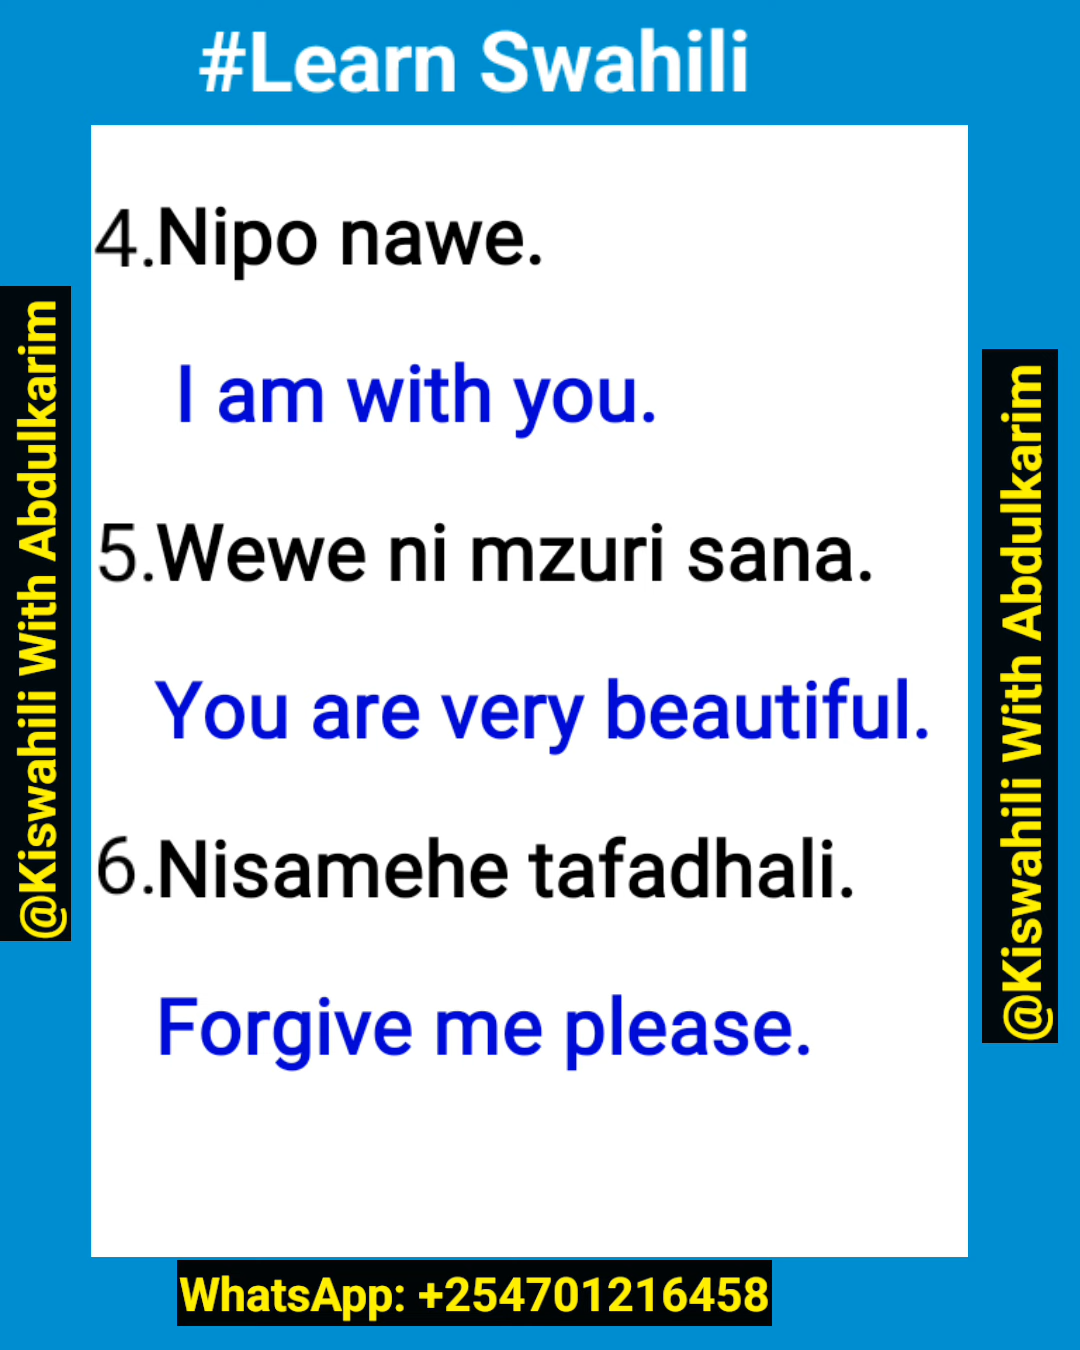 #Learn Swahili
4.Nipo nawe.
I am with you.
5.Wewe ni mzuri sana.
You are very beautiful.
6.Nisamehe tafadhali.
Forgive me please.
@Kiswahili With Abdulkarim
@Kiswahili With Abdulkarim
WhatsApp: +254701216458